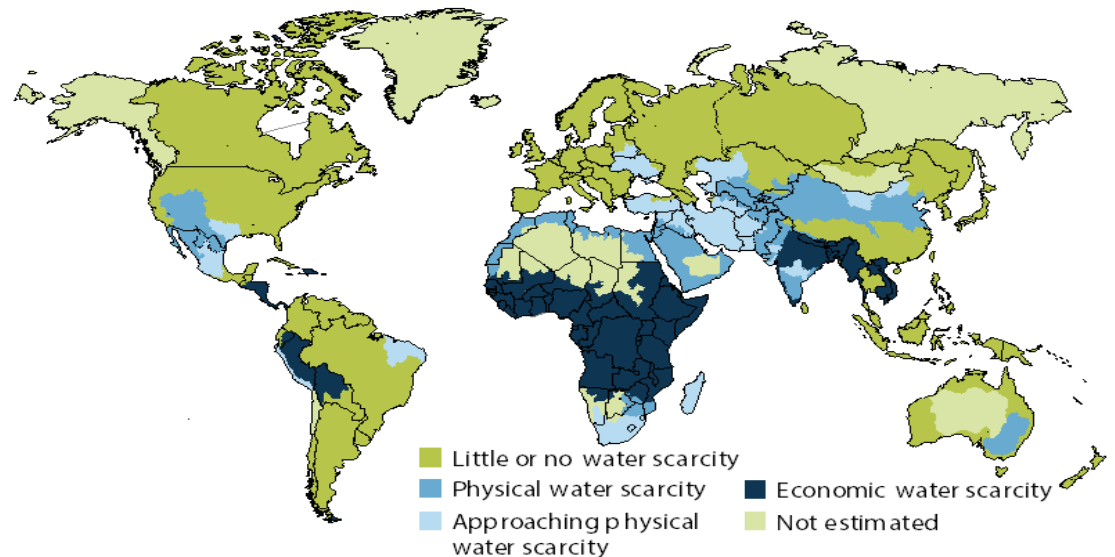 Little or no water scarcity
Physical water scarcity
Approaching physical
water scarcity
Economic water scarcity
Not estimated